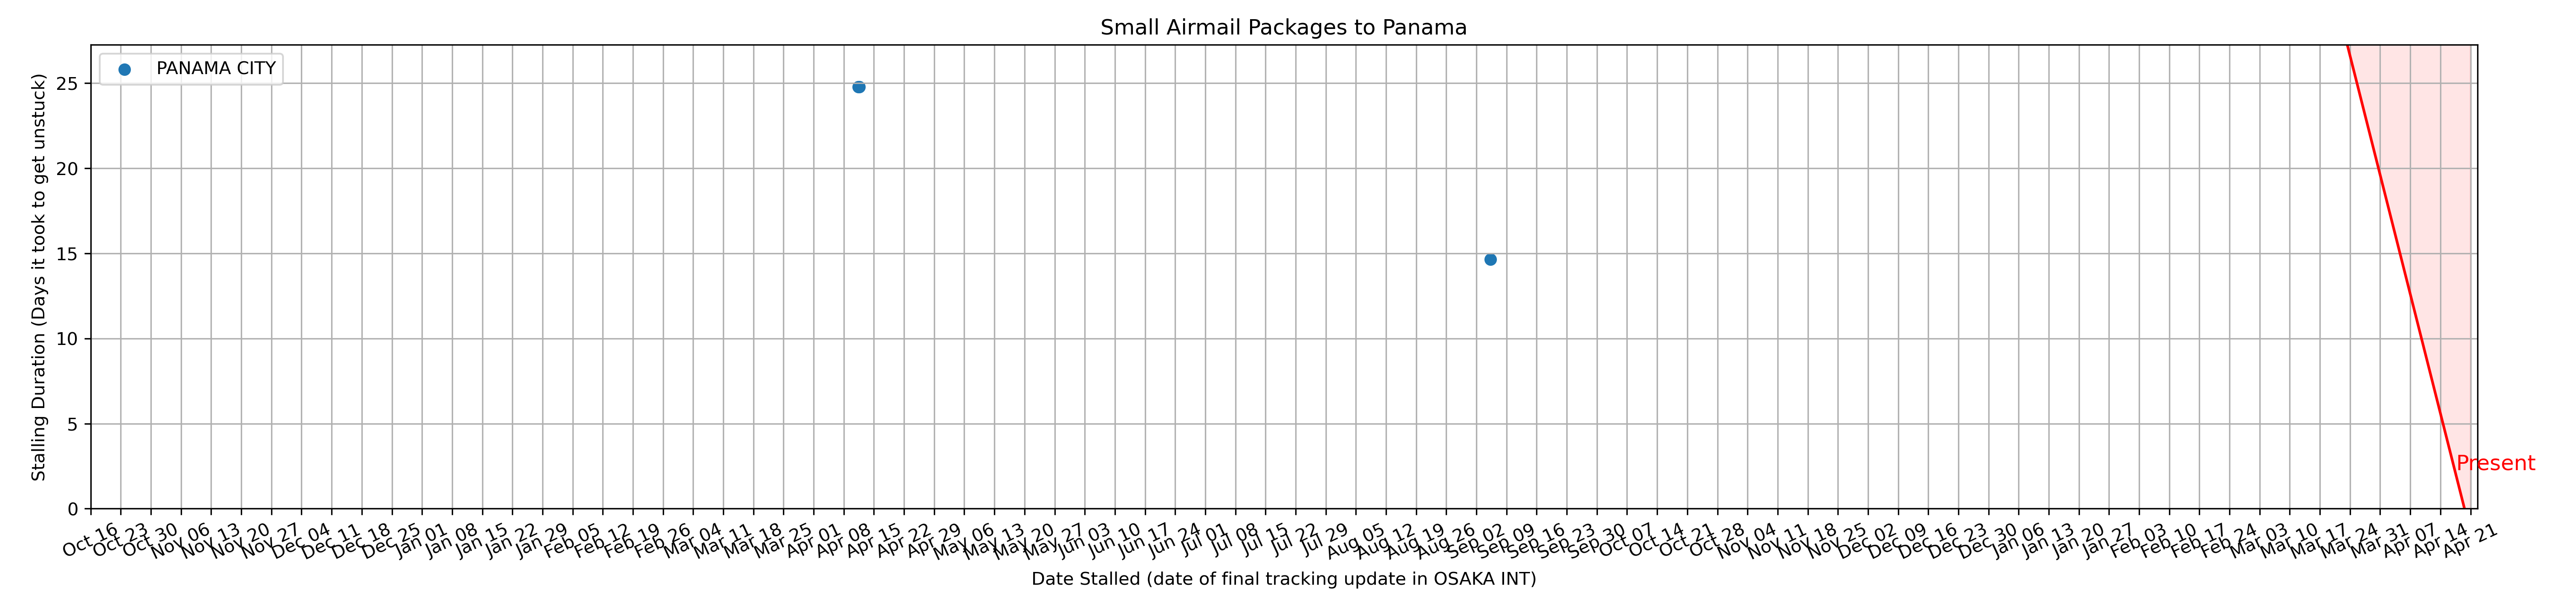 Small Airmail Packages to Panama
PANAMA CITY
Stalling Duration (Days it took to get unstuck)
25
20
15
10
5
0
Present
Oct 16
Oct 23
Oct 30
Nov 06
Nov 13
Nov 20
Nov 27
Dec 04
Dec 11
Dec 18
Dec 25
Jan 01
Jan 08
Jan 15
Jan 22
Jan 29
Feb 05
Feb 12
Feb 19
Feb 26
Mar 04
Mar 11
Mar 18
Mar 25
Apr 01
Apr 08
Apr 15
Apr 22
Apr 29
May 06
May 13
May 20
May 27
Jun 03
Jun 10
Jun 17
Jun 24
Jul 01
Jul 08
Jul 15
Jul 22
Jul 29
Aug 05
Aug 12
Aug 19
Aug 26
Sep 02
Sep 09
Sep 16
Sep 23
Sep 30
Oct 07
Oct 14
Oct 21
Oct 28
Nov 04
Nov 11
Nov 18
Nov 25
Dec 02
Dec 09
Dec 16
Dec 23
Dec 30
Jan 06
Jan 13
Jan 20
Jan 27
Feb 03
Feb 10
Feb 17
Feb 24
Mar 03
Mar 10
Mar 17
Mar 24
Mar 31
Apr 07
Apr 14
Apr 21
Date Stalled (date of final tracking update in OSAKA INT)